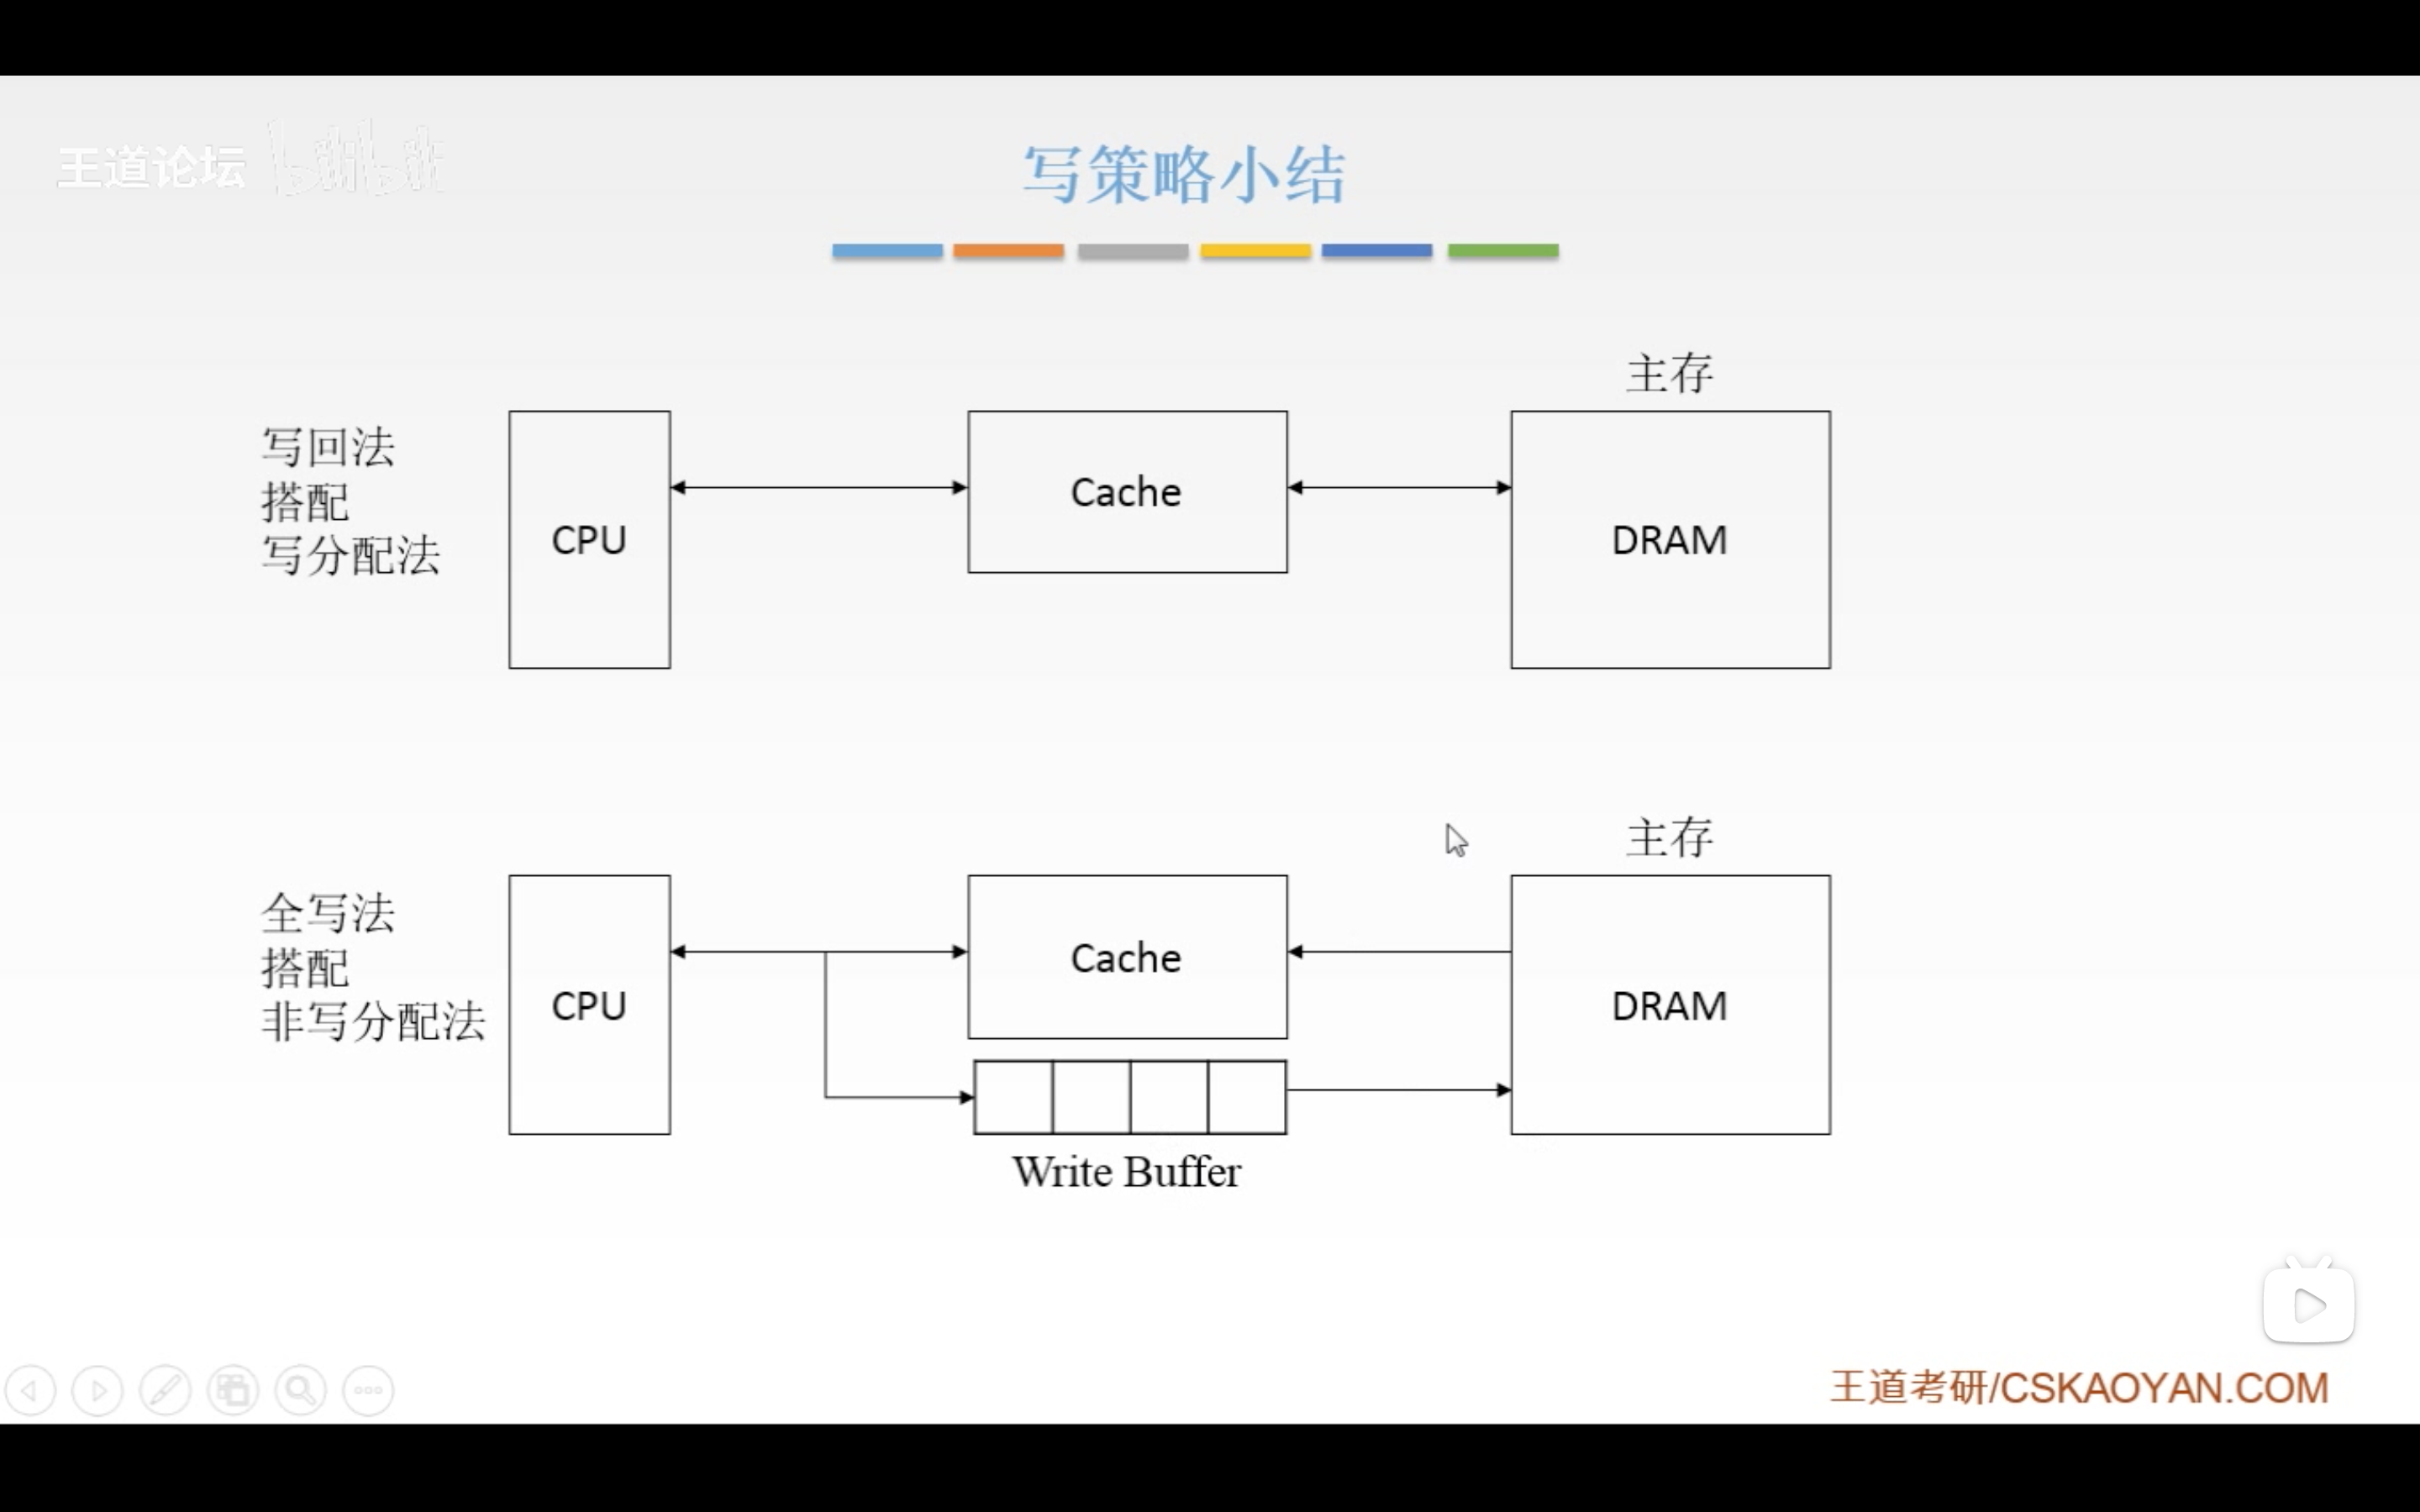 王道论坛 bilibili
写策略小结
主存
写回法
搭配
写分配法
CPU
Cache
DRAM
主存
全写法
搭配
非写分配法
CPU
Cache
DRAM
Write Buffer
王道考研/CSKAOYAN.COM